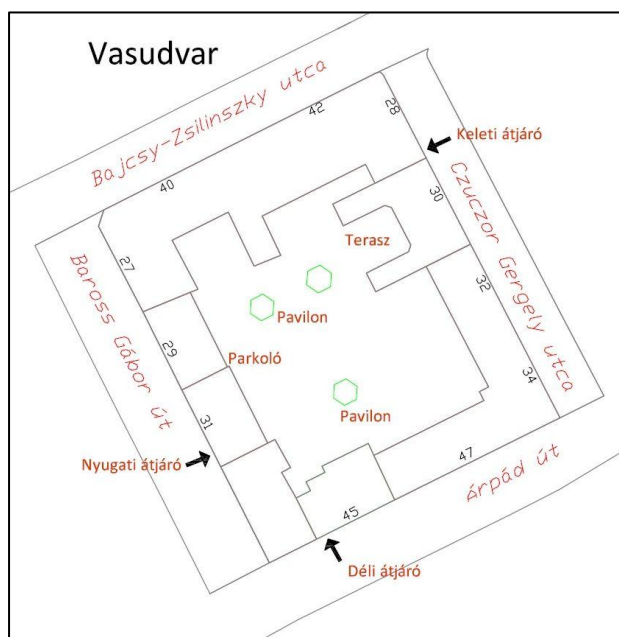 Vasudvar
Bajcsy-Zsilinszky utca
42
28
Keleti átjáró
40
30
Czuczor Gergely utca
Terasz
27
Baross Gábor út
32
Pavilon
29
Parkoló
34
31
Pavilon
Nyugati átjáró
47
Árpád út
45
Déli átjáró